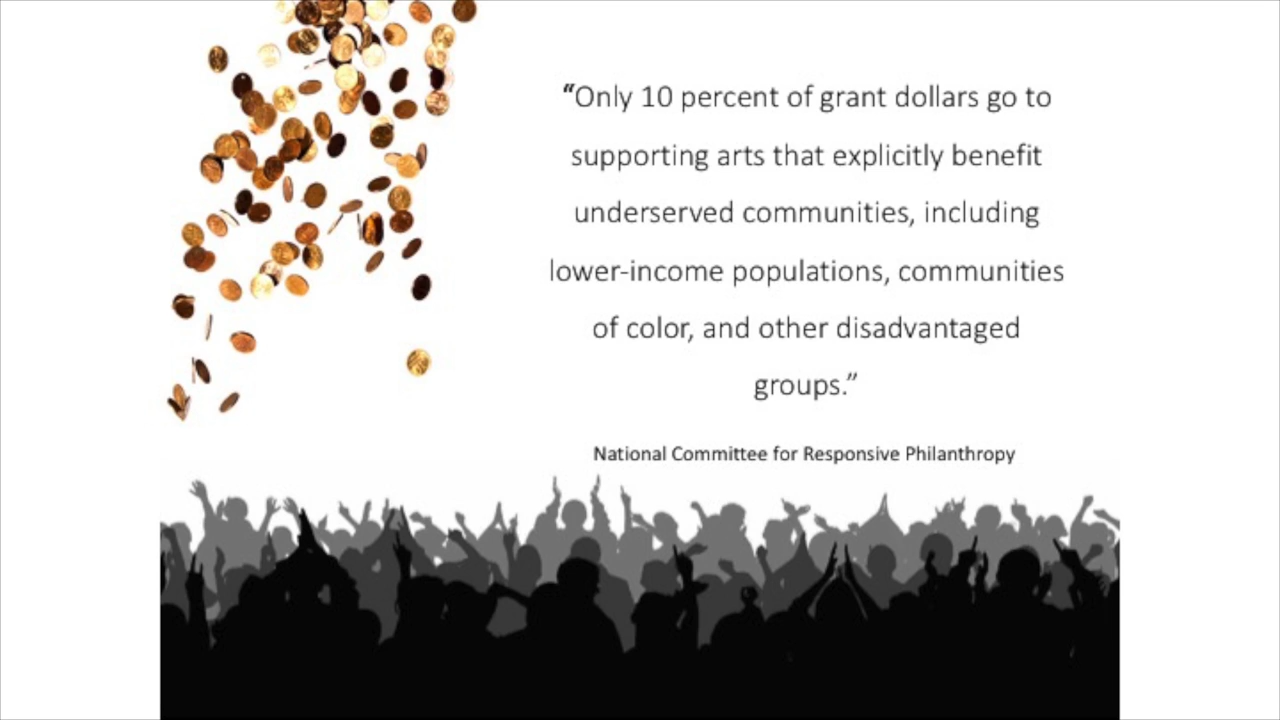 “Only 10 percent of grant dollars go to
supporting arts that explicitly benefit
underserved communities, including
lower-income populations, communities
of color, and other disadvantaged
groups.”
National Committee for Responsive Philanthropy